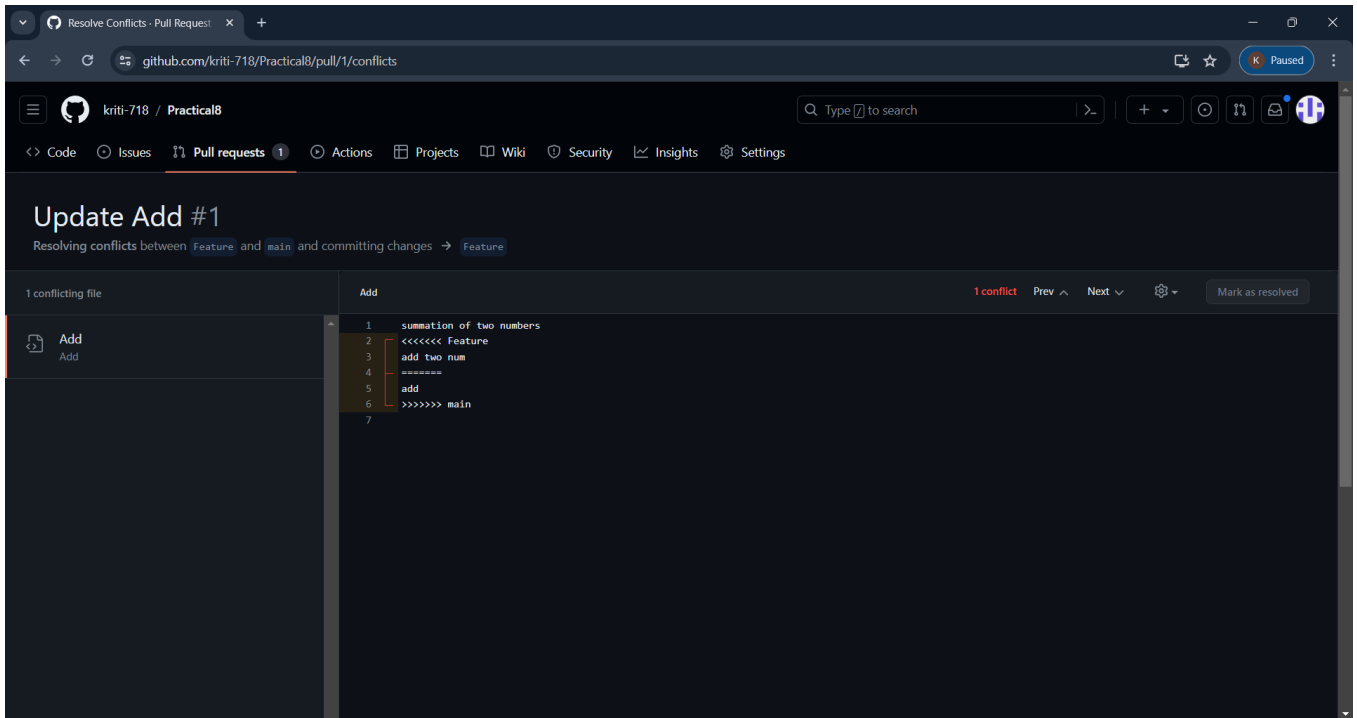 Resolve Conflicts · Pull Request
github.com/kriti-718/Practical8/pull/1/conflicts
K Paused
kriti-718 / Practical8
Type / to search
Code Issues Pull requests 1 Actions Projects Wiki Security Insights Settings
Update Add #1
Resolving conflicts between Feature and main and committing changes → Feature
1 conflicting file
Add
1 conflict Prev Next
Mark as resolved
Add
Add
1 summation of two numbers
2 <<<<<<< Feature
3 add two num
4 =======
5 add
6 >>>>>>> main
7